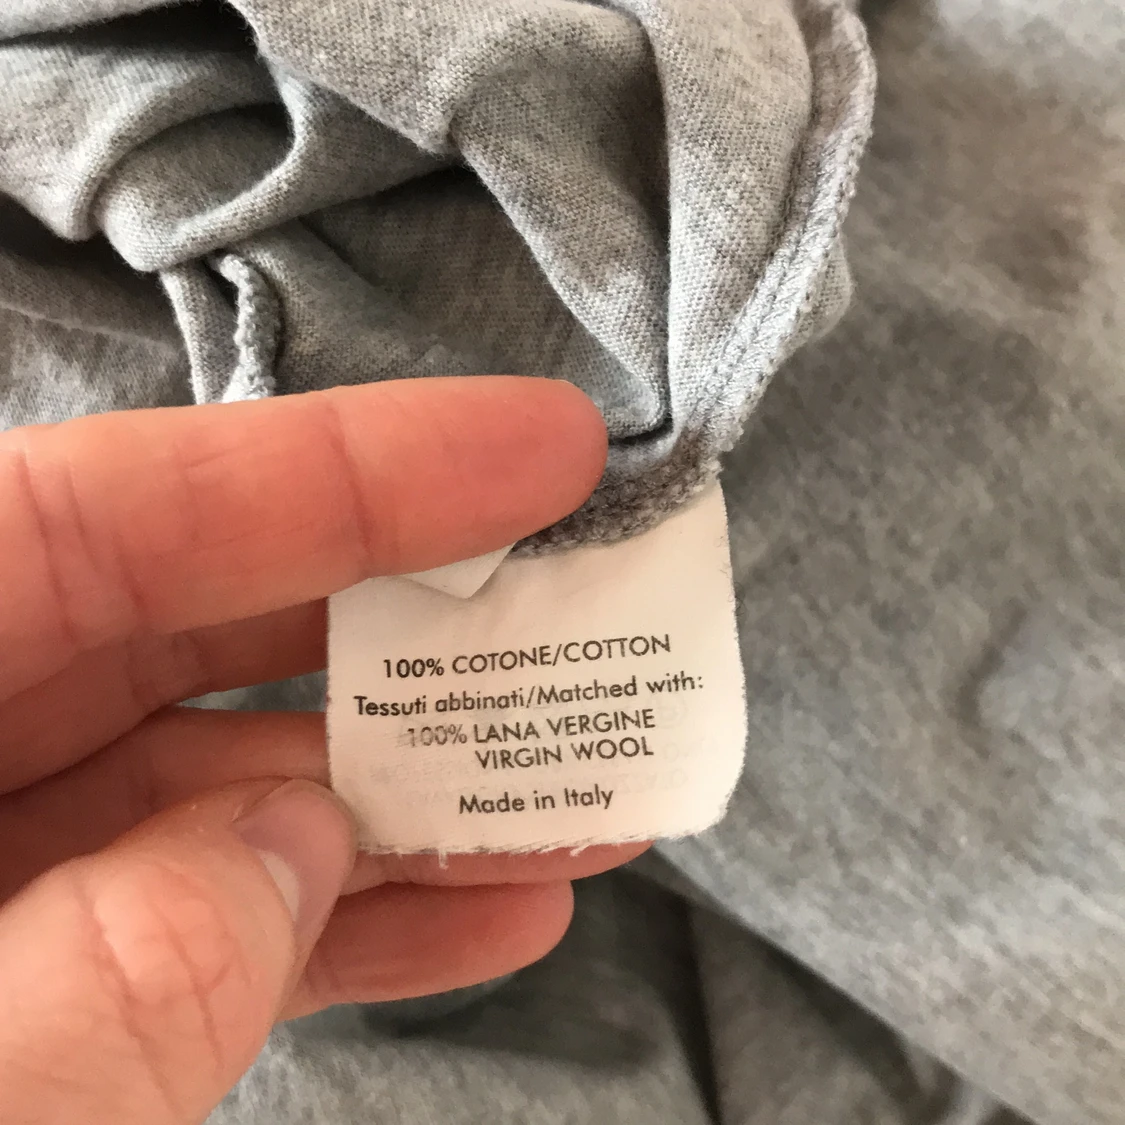 100% COTONE/COTTON
Tessuti abbinati/Matched with:
100% LANA VERGINE
VIRGIN WOOL
Made in Italy